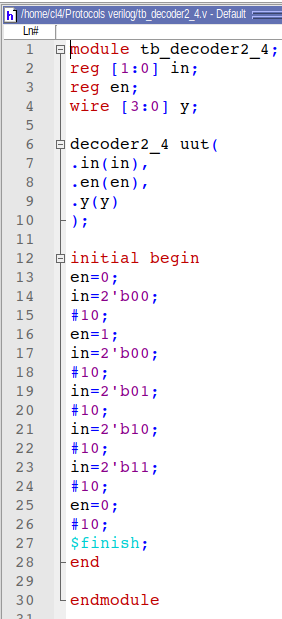 h /home/cl4/Protocols verilog/tb_decoder2_4.v - Default
Ln#
1 module tb_decoder2_4;
2 reg [1:0] in;
3 reg en;
4 wire [3:0] y;
5
6 decoder2_4 uut(
7 .in(in),
8 .en(en),
9 .y(y)
10 );
11
12 initial begin
13 en=0;
14 in=2'b00;
15 #10;
16 en=1;
17 in=2'b00;
18 #10;
19 in=2'b01;
20 #10;
21 in=2'b10;
22 #10;
23 in=2'b11;
24 #10;
25 en=0;
26 #10;
27 $finish;
28 end
29
30 endmodule
31